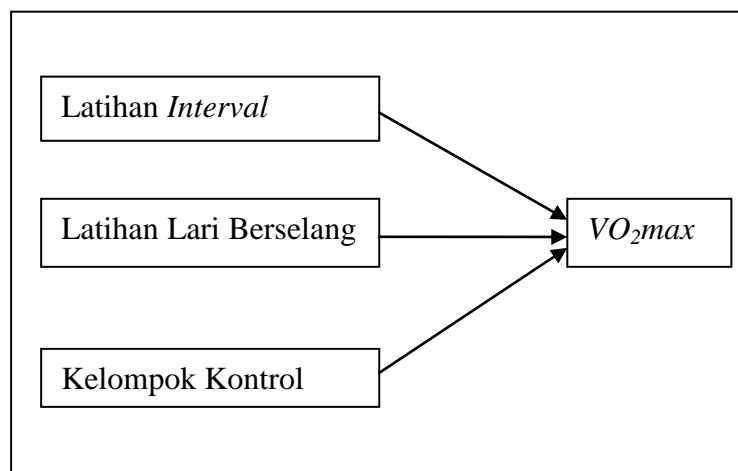 Latihan Interval
Latihan Lari Berselang
VO₂max
Kelompok Kontrol